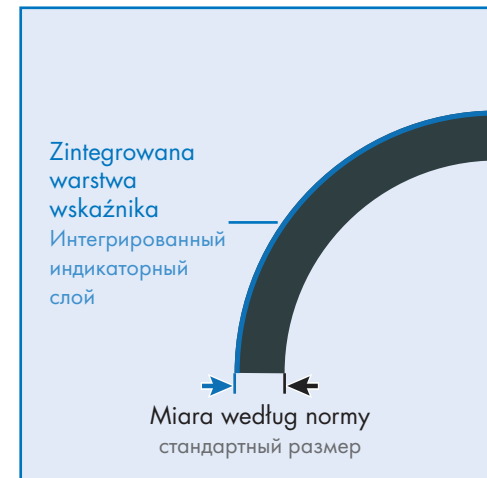 Zintegrowana
warstwa
wskaźnika
Интегрированный
индикаторный
слой
Miara według normy
стандартный размер